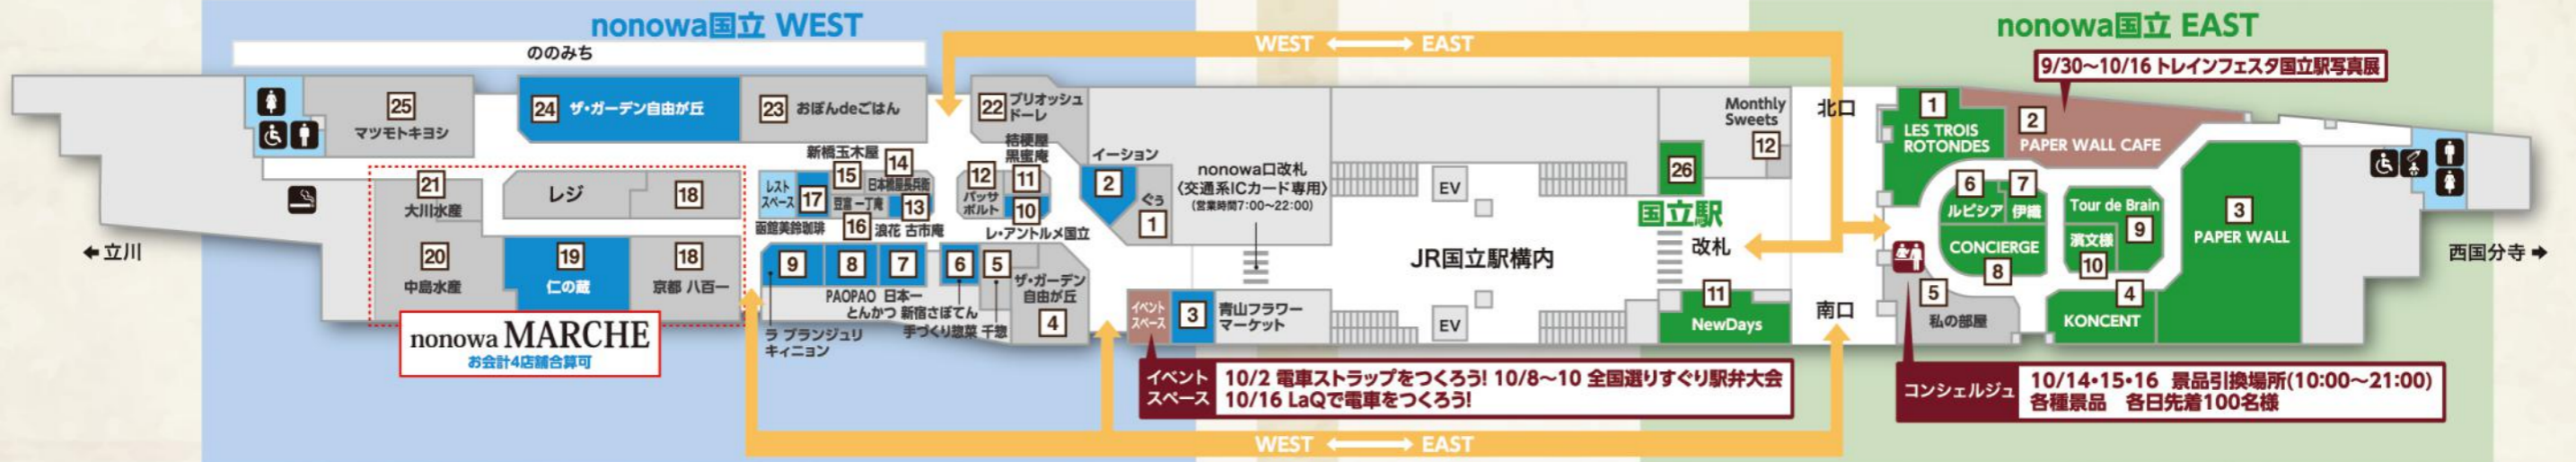 nonowa国立 WEST
ののみち
WEST ⟷ EAST
nonowa国立 EAST
9/30～10/16 トレインフェスタ国立駅写真展
25
マツモトキヨシ
24 ザ・ガーデン自由が丘
23 おぼんdeごはん
22 ブリオッシュ
ドーレ
桔梗屋
黒蜜庵
新橋玉木屋
14
15
日本橋屋長兵衛
レスト
スペース
17
豆富 一丁庵
13
函館美鈴珈琲
16
浪花 古市庵
12
11
パッサ
ボルト
10
レ・アントルメ国立
イーション
2
ぐぅ
1
nonowa口改札
〈交通系ICカード専用〉
(営業時間7:00～22:00)
21
大川水産
レジ
18
← 立川
20
中島水産
19
仁の蔵
18
京都 八百一
nonowa MARCHE
お会計4店舗合算可
9
8
7
6
5
PAOPAO 日本一
とんかつ 新宿さぼてん
手づくり惣菜 千惣
ラ ブランジュリ
キィニョン
ザ・ガーデン
自由が丘
4
イベント
スペース
3
青山フラワー
マーケット
EV
EV
JR国立駅構内
26
国立駅
改札
Monthly
Sweets
12
北口
南口
11
NewDays
1
LES TROIS
ROTONDES
2
PAPER WALL CAFE
6
ルピシア
7
伊織
CONCIERGE
8
Tour de Brain
9
濱文様
10
3
PAPER WALL
5
私の部屋
4
KONCENT
西国分寺 →
イベント
スペース
10/2 電車ストラップをつくろう! 10/8～10 全国選りすぐり駅弁大会
10/16 LaQで電車をつくろう!
コンシェルジュ
10/14・15・16 景品引換場所(10:00～21:00)
各種景品 各日先着100名様
WEST ⟷ EAST